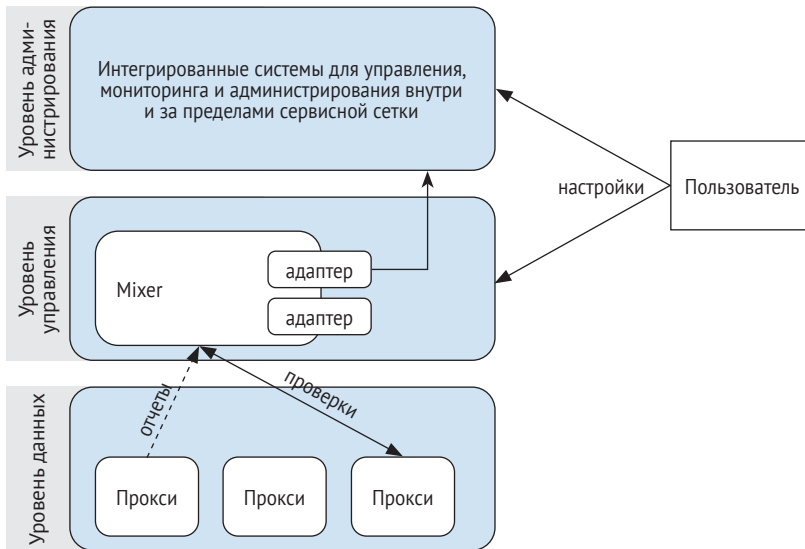 Уровень адми-
нистрирования
Интегрированные системы для управления,
мониторинга и администрирования внутри
и за пределами сервисной сетки
настройки
Пользователь
Уровень
управления
Mixer
адаптер
адаптер
отчеты
проверки
Уровень данных
Прокси
Прокси
Прокси